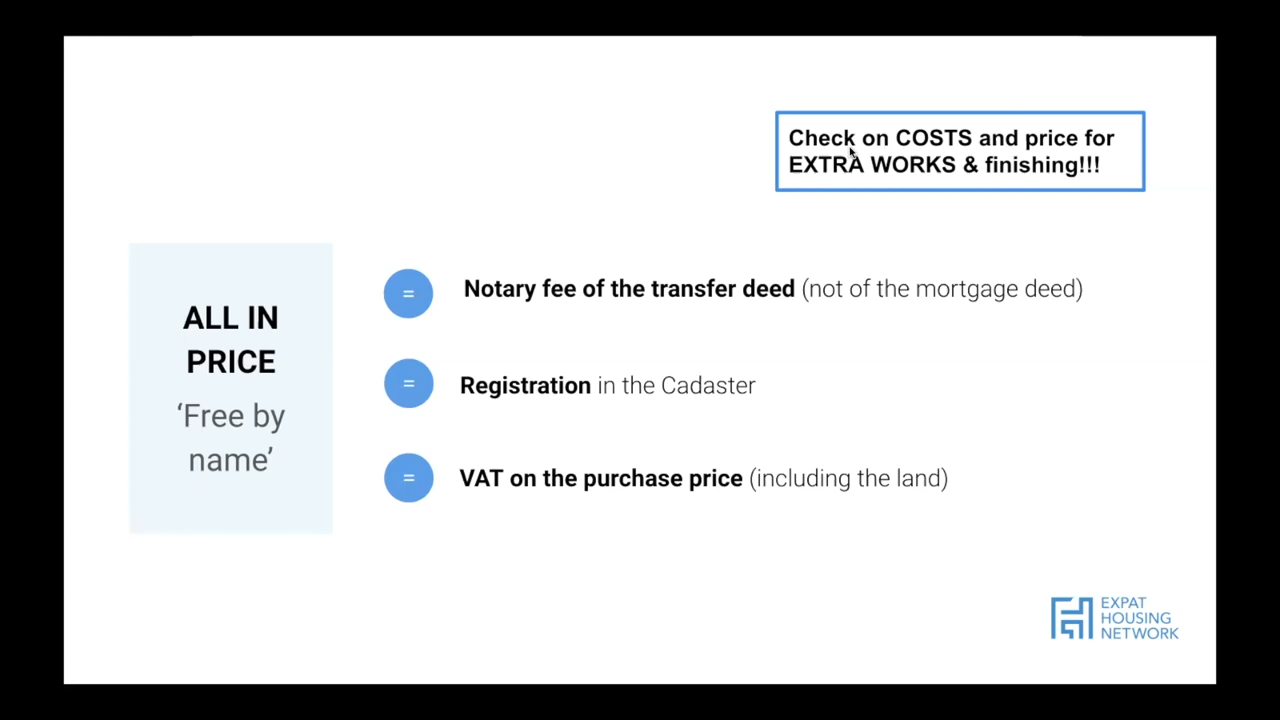 Check on COSTS and price for
EXTRA WORKS & finishing!!!
ALL IN
PRICE
‘Free by
name’
= Notary fee of the transfer deed (not of the mortgage deed)
= Registration in the Cadaster
= VAT on the purchase price (including the land)
EXPAT
HOUSING
NETWORK